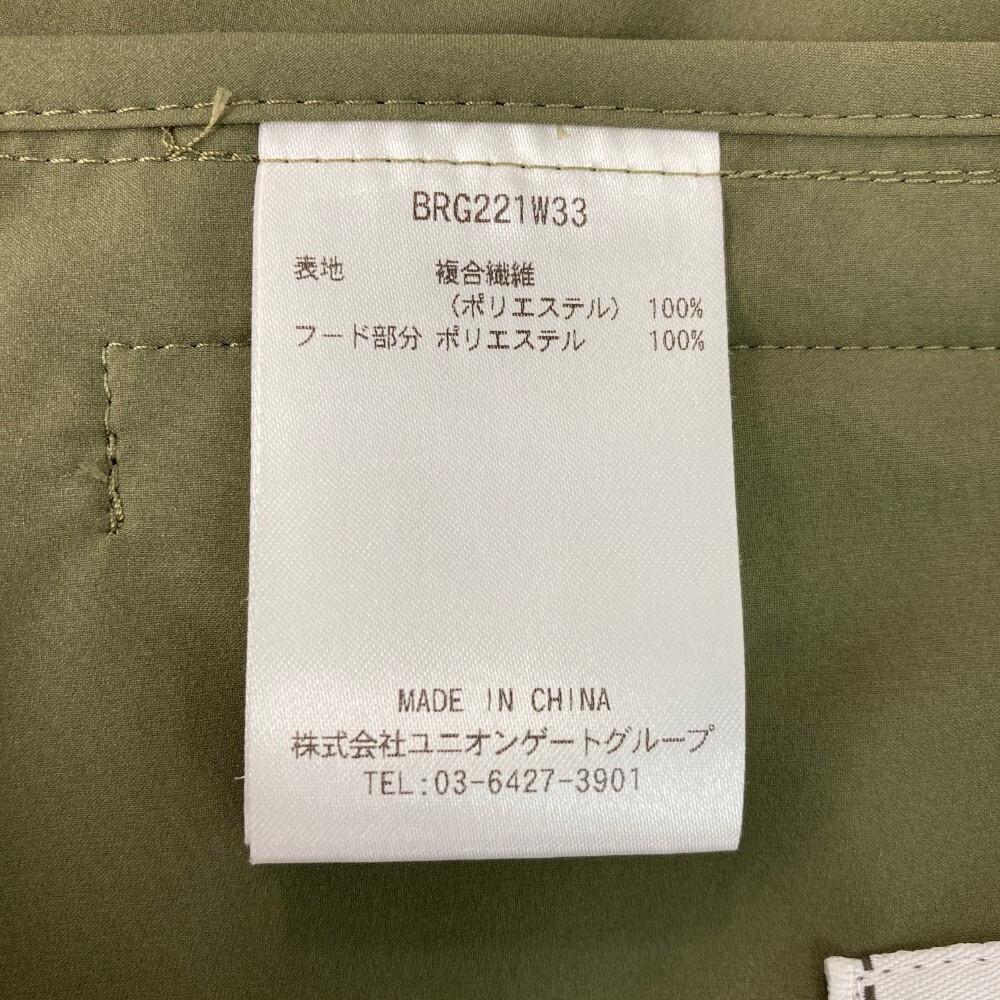 BRG221W33
表地 複合繊維
(ポリエステル) 100%
フード部分 ポリエステル 100%
MADE IN CHINA
株式会社ユニオンゲートグループ
TEL:03-6427-3901